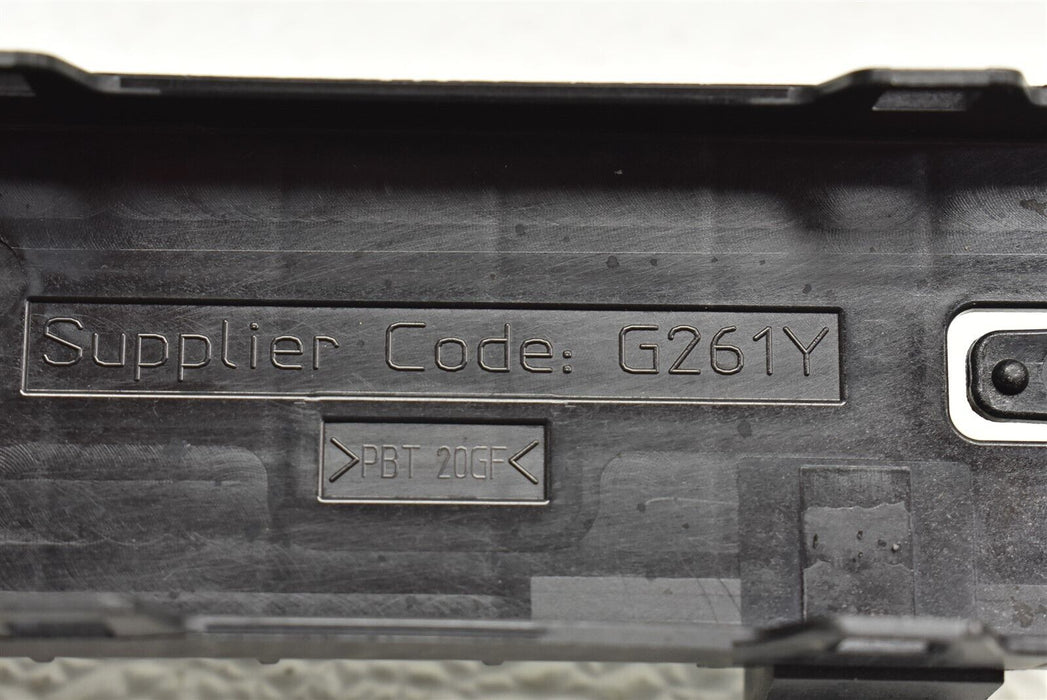 Supplier Code: G261Y
>PBT 20GF<